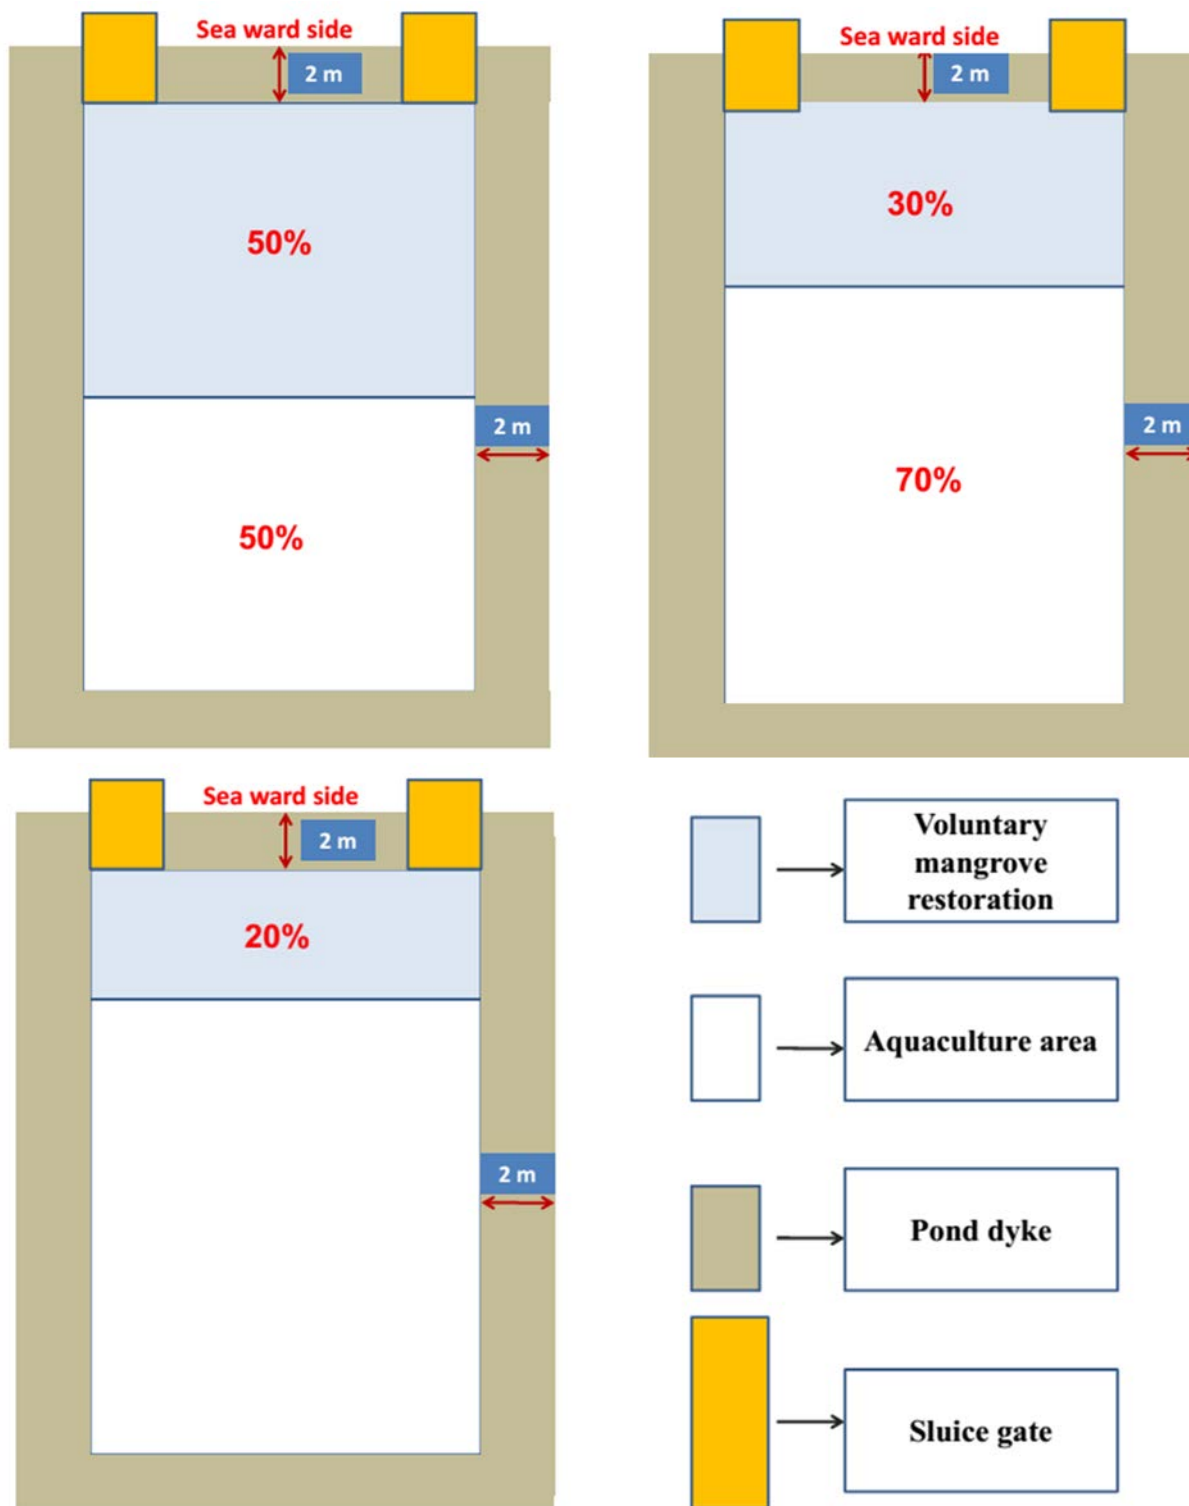 Sea ward side
2 m
50%
2 m
50%
Sea ward side
2 m
30%
2 m
70%
Sea ward side
2 m
20%
2 m
Voluntary
mangrove
restoration
Aquaculture area
Pond dyke
Sluice gate